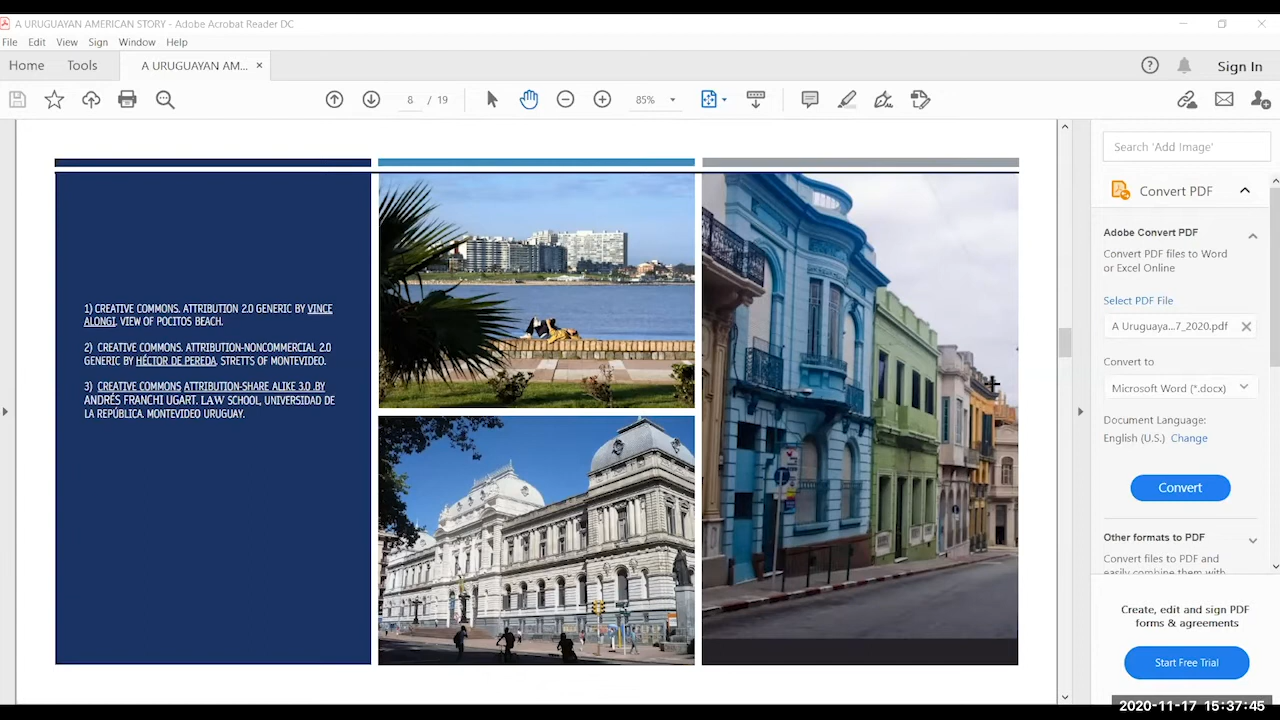 A URUGUAYAN AMERICAN STORY - Adobe Acrobat Reader DC
File Edit View Sign Window Help
Home Tools A URUGUAYAN AM... × Sign In
8 / 19 85%
1) CREATIVE COMMONS. ATTRIBUTION 2.0 GENERIC BY VINCE
ALONGI. VIEW OF POCITOS BEACH.
2) CREATIVE COMMONS. ATTRIBUTION-NONCOMMERCIAL 2.0
GENERIC BY HÉCTOR DE PEREDA. STRETTS OF MONTEVIDEO.
3) CREATIVE COMMONS ATTRIBUTION-SHARE ALIKE 3.0 .BY
ANDRÉS FRANCHI UGART. LAW SCHOOL, UNIVERSIDAD DE
LA REPÚBLICA. MONTEVIDEO URUGUAY.
Search 'Add Image'
Convert PDF
Adobe Convert PDF
Convert PDF files to Word
or Excel Online
Select PDF File
A Uruguaya...7_2020.pdf
Convert to
Microsoft Word (*.docx)
Document Language:
English (U.S.) Change
Convert
Other formats to PDF
Convert files to PDF and
easily combine them with
Create, edit and sign PDF
forms & agreements
Start Free Trial
2020-11-17 15:37:45